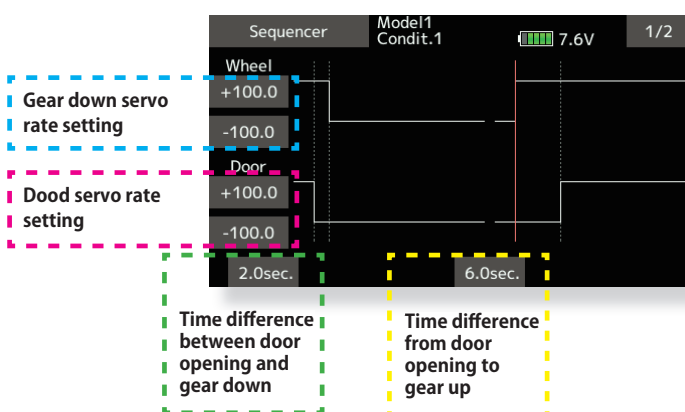 Sequencer
Model1
Condit.1
7.6V
1/2
Wheel
+100.0
-100.0
Door
+100.0
-100.0
2.0sec.
6.0sec.
Gear down servo
rate setting
Dood servo rate
setting
Time difference
between door
opening and
gear down
Time difference
from door
opening to
gear up